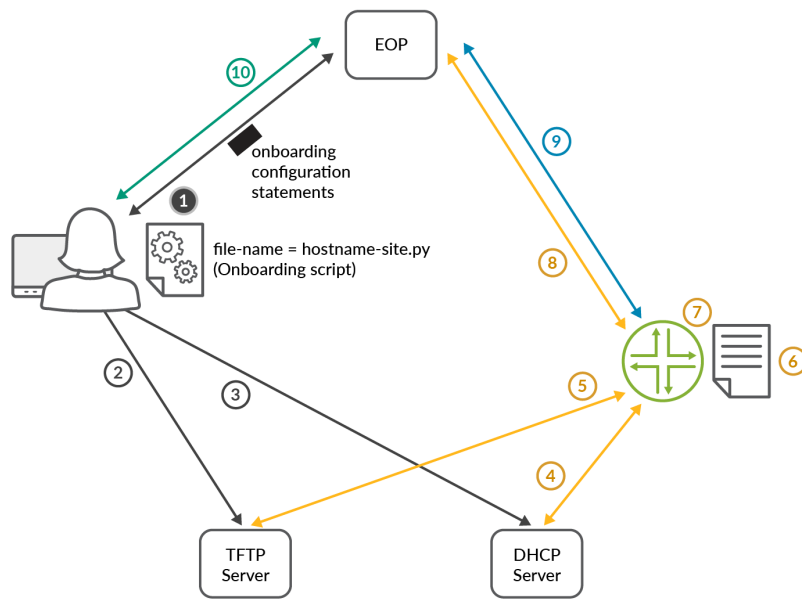 EOP
10
9
onboarding
configuration
statements
1
file-name = hostname-site.py
(Onboarding script)
8
7
6
2
3
5
4
TFTP
Server
DHCP
Server